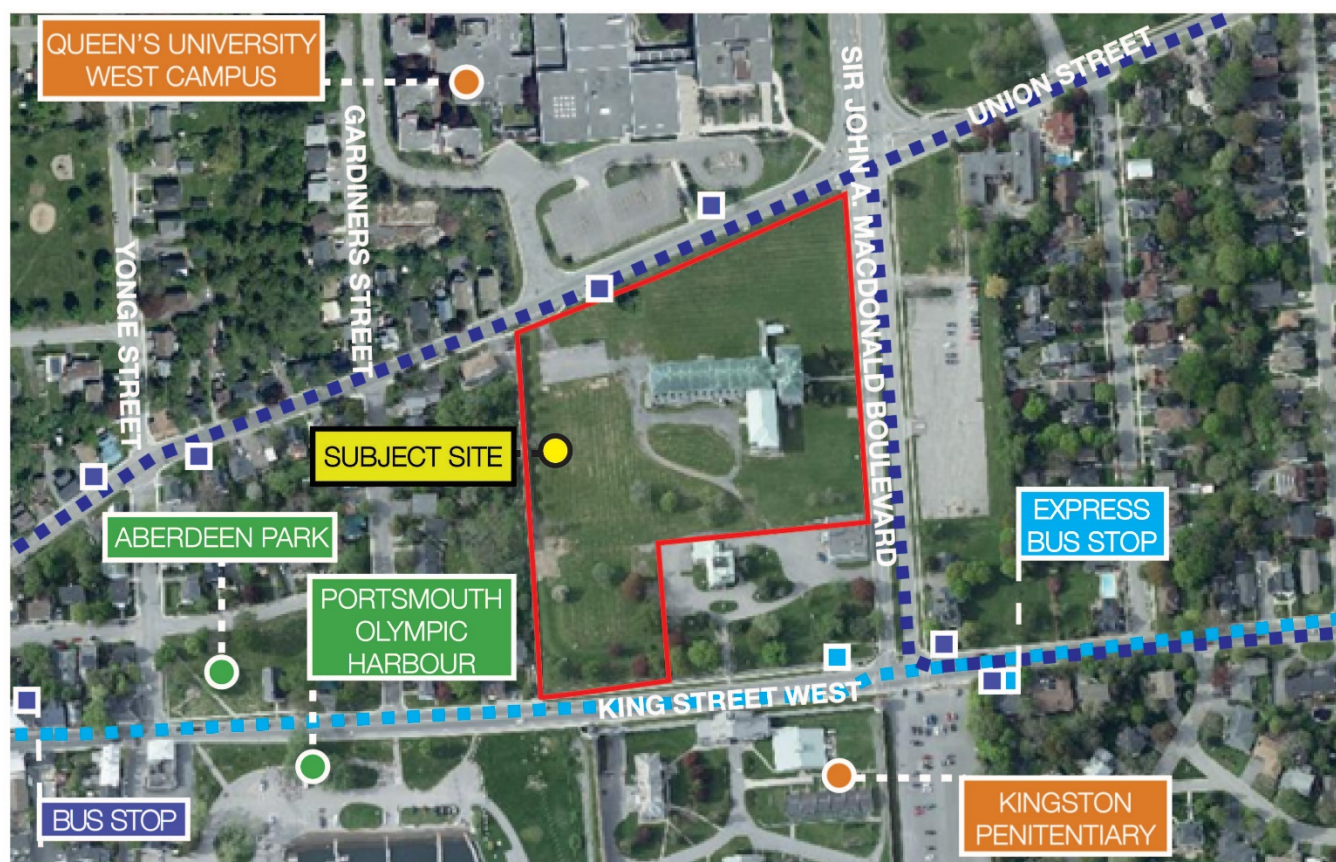 QUEEN'S UNIVERSITY
WEST CAMPUS
GARDINERS STREET
SIR JOHN A. MACDONALD BOULEVARD
UNION STREET
YONGE STREET
SUBJECT SITE
ABERDEEN PARK
PORTSMOUTH
OLYMPIC
HARBOUR
EXPRESS
BUS STOP
KING STREET WEST
BUS STOP
KINGSTON
PENITENTIARY